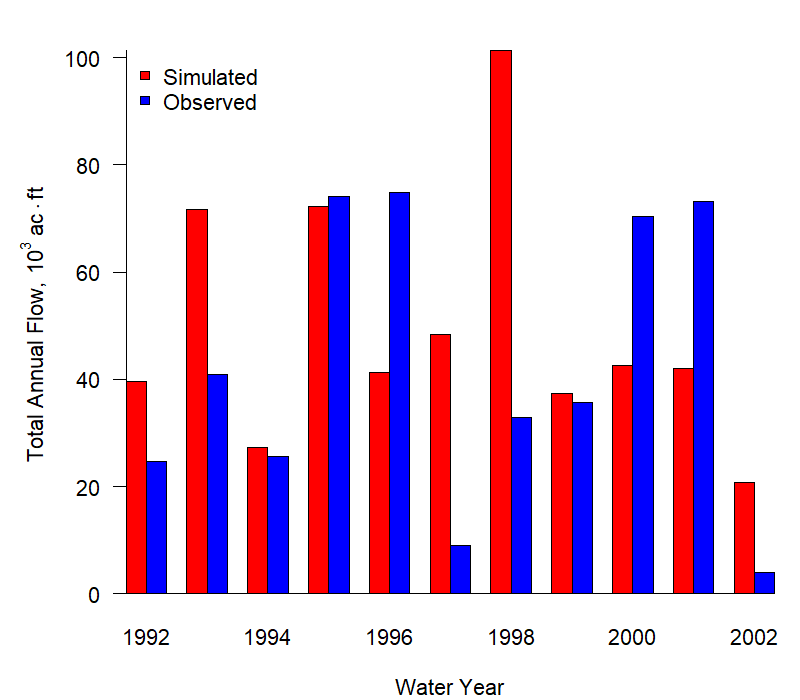 100
80
60
40
20
0
Simulated
Observed
Total Annual Flow, 10³ ac · ft
1992 1994 1996 1998 2000 2002
Water Year